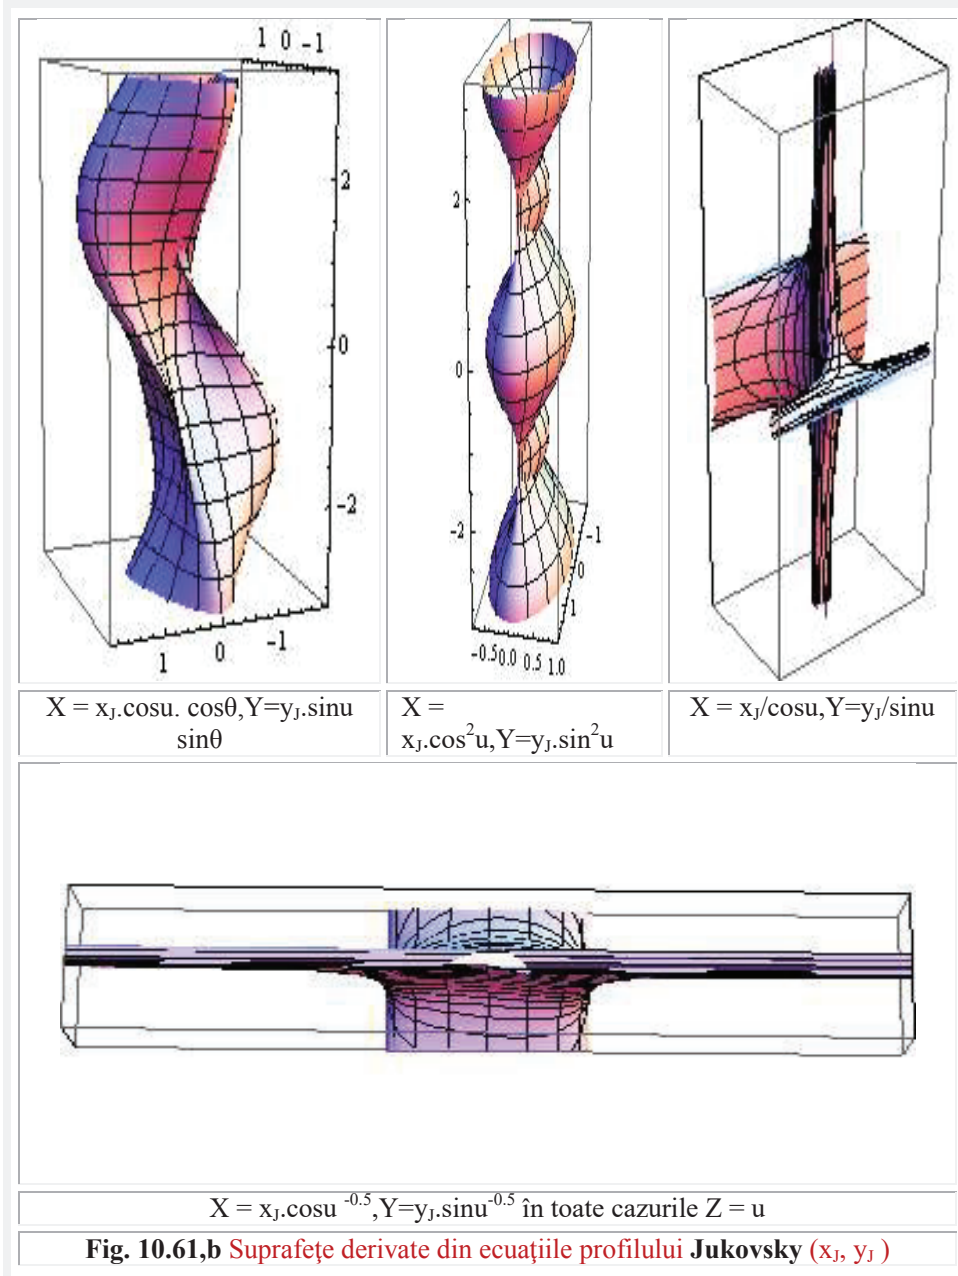 1 0 -1
2
0
-2
1 0 -1
2
0
-2
-1
0
1
-0.5 0.0 0.5 1.0
X = xJ.cosu. cosθ,Y=yJ.sinu
sinθ
X =
xJ.cos²u,Y=yJ.sin²u
X = xJ/cosu,Y=yJ/sinu
X = xJ.cosu ⁻⁰·⁵,Y=yJ.sinu⁻⁰·⁵ în toate cazurile Z = u
Fig. 10.61,b Suprafeţe derivate din ecuaţiile profilului Jukovsky (xJ, yJ )